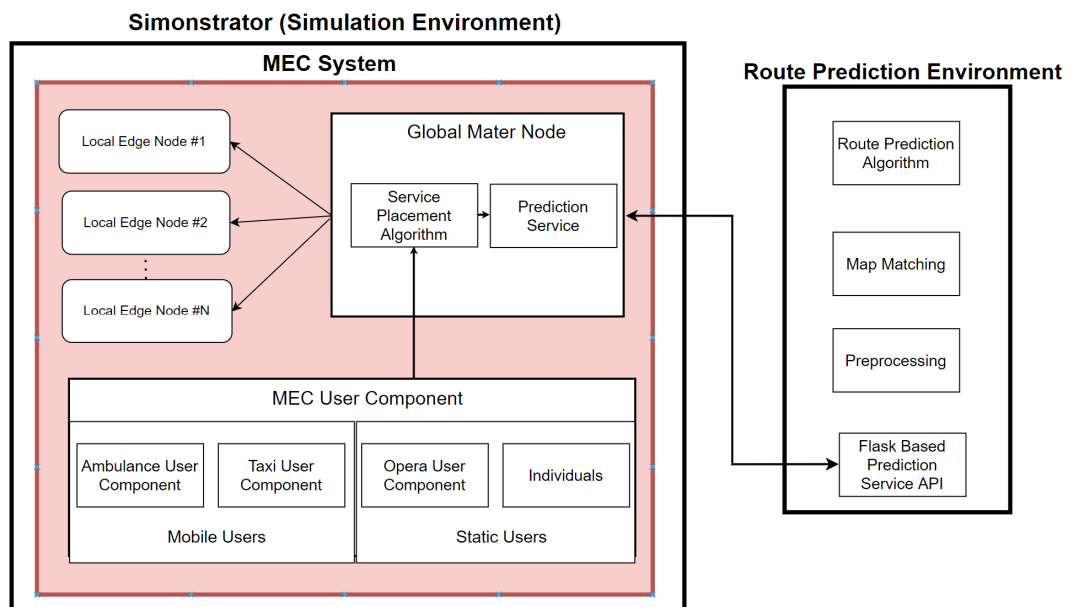 Simonstrator (Simulation Environment)
MEC System
Local Edge Node #1
Local Edge Node #2
Local Edge Node #N
Global Mater Node
Service
Placement
Algorithm
Prediction
Service
MEC User Component
Ambulance User
Component
Taxi User
Component
Mobile Users
Opera User
Component
Individuals
Static Users
Route Prediction Environment
Route Prediction
Algorithm
Map Matching
Preprocessing
Flask Based
Prediction
Service API